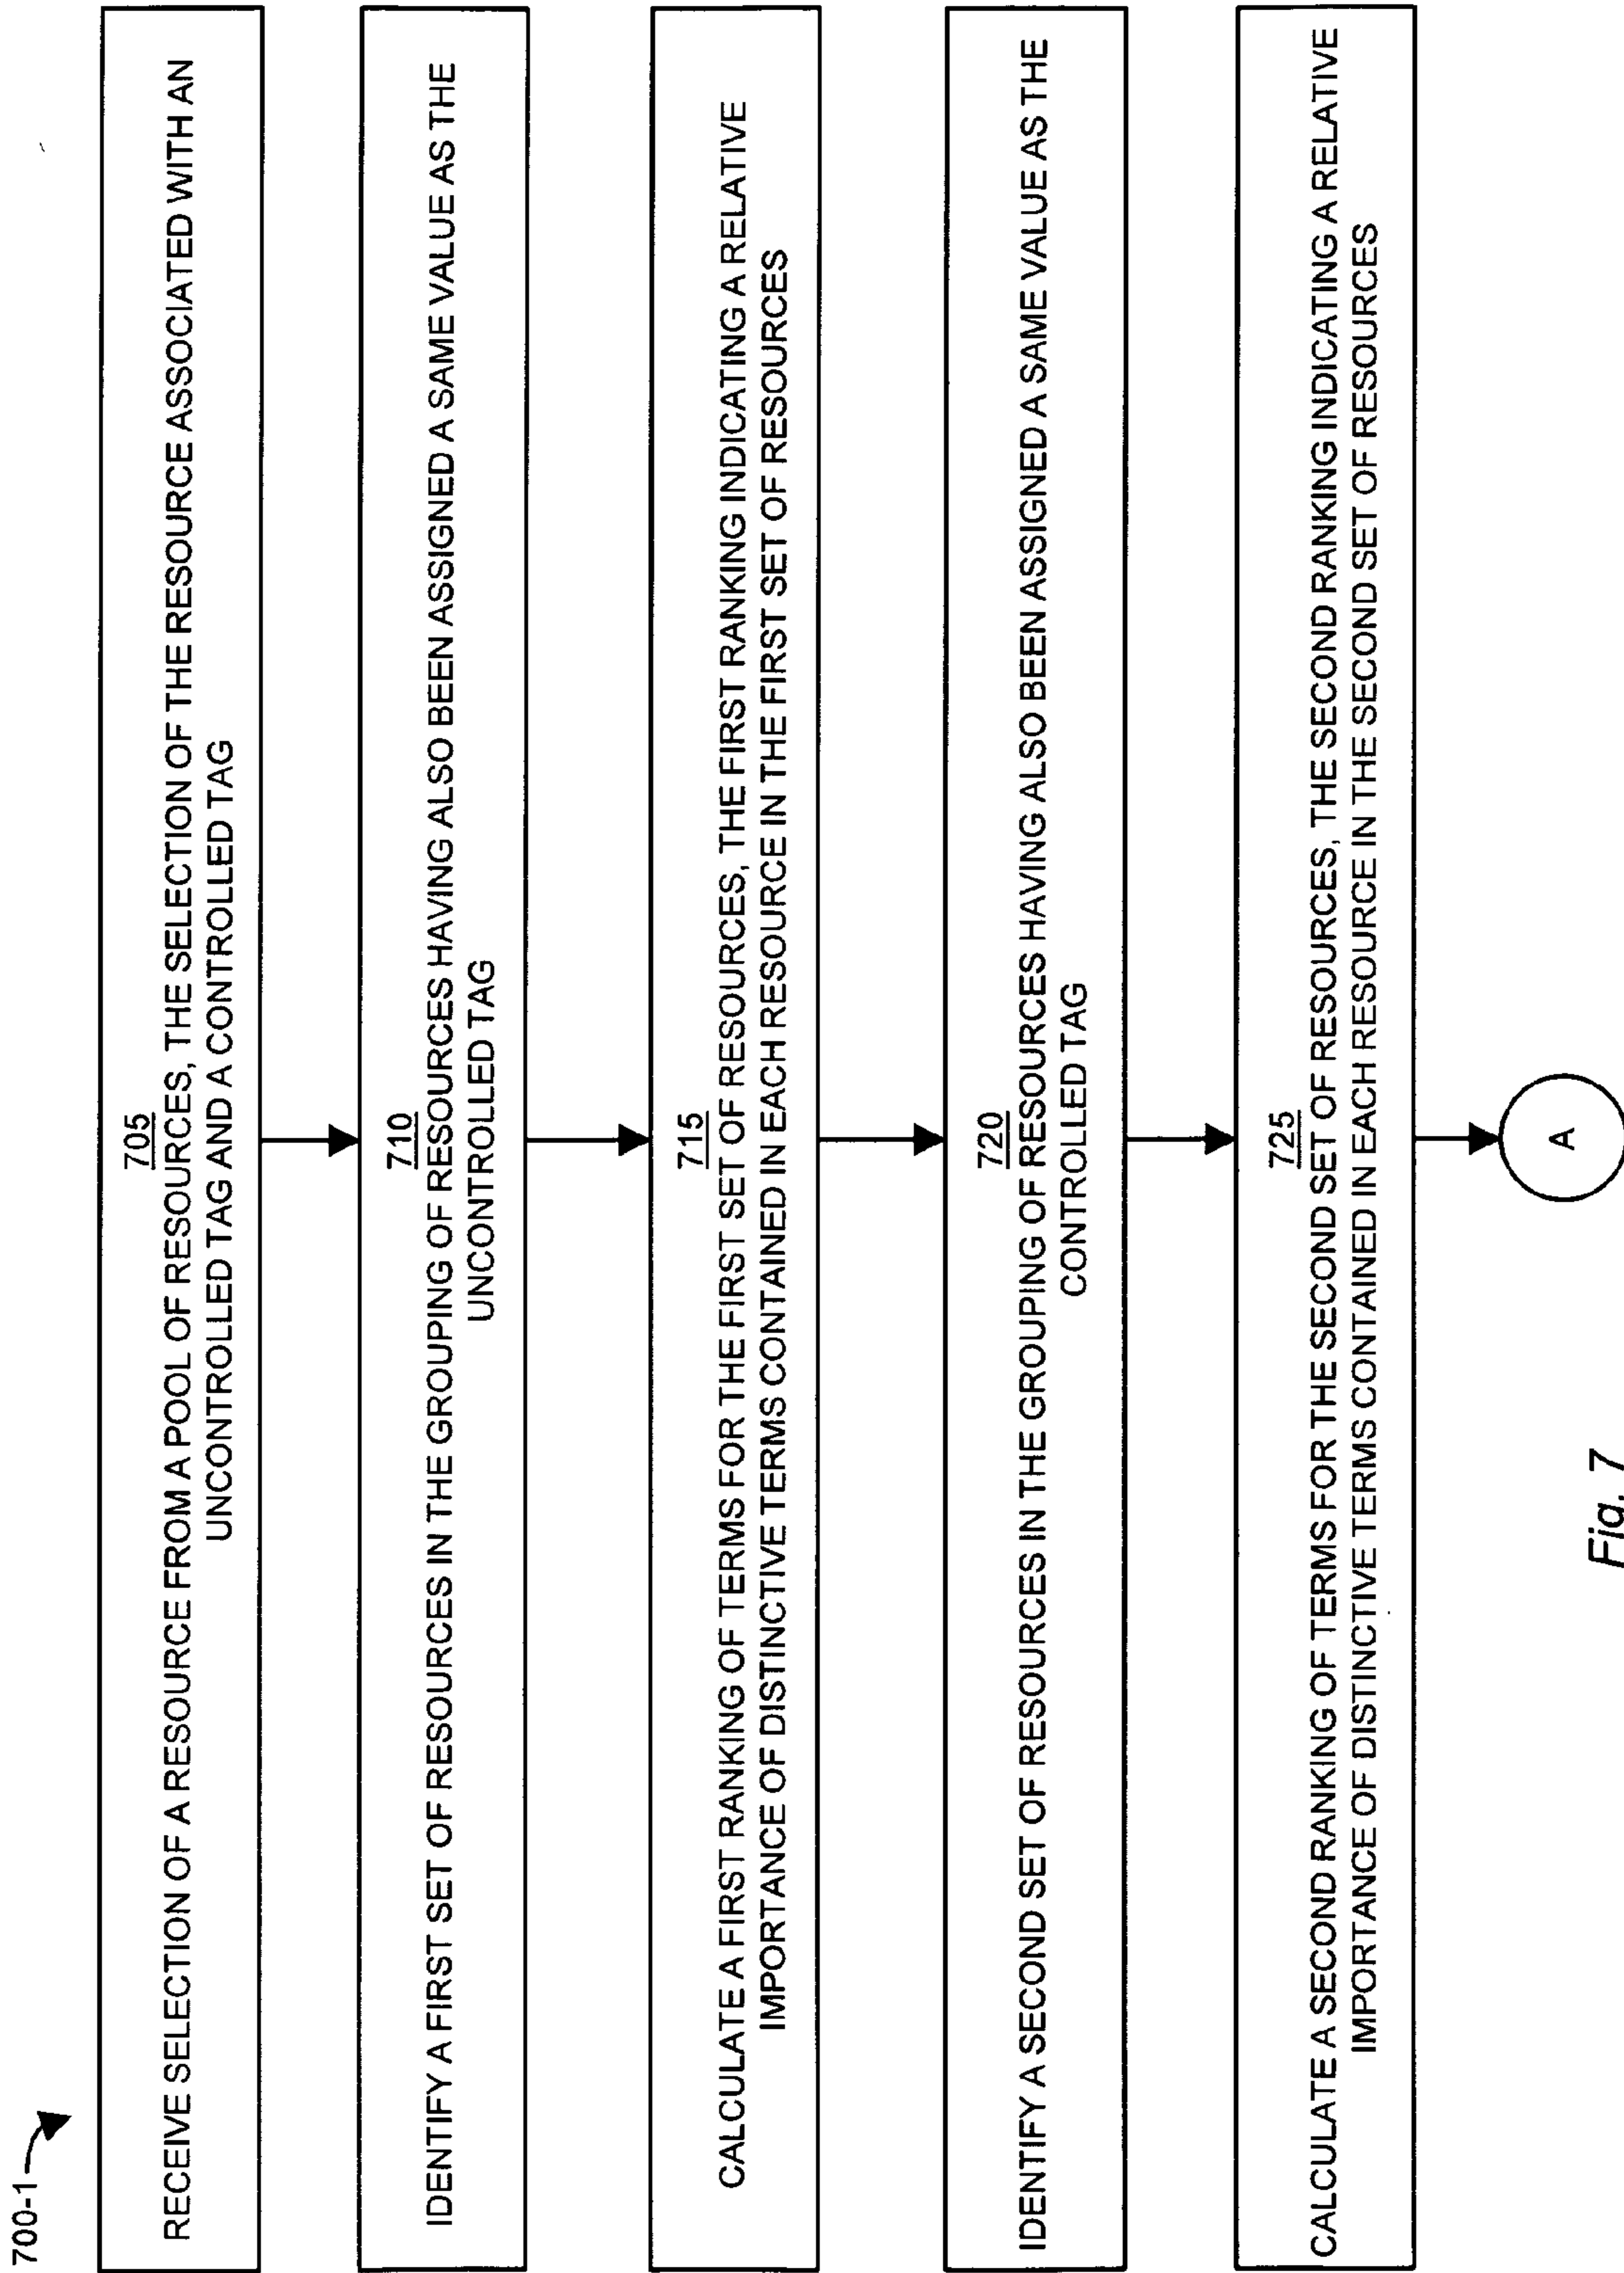 700-1
705
RECEIVE SELECTION OF A RESOURCE FROM A POOL OF RESOURCES, THE SELECTION OF THE RESOURCE ASSOCIATED WITH AN
UNCONTROLLED TAG AND A CONTROLLED TAG
710
IDENTIFY A FIRST SET OF RESOURCES IN THE GROUPING OF RESOURCES HAVING ALSO BEEN ASSIGNED A SAME VALUE AS THE
UNCONTROLLED TAG
715
CALCULATE A FIRST RANKING OF TERMS FOR THE FIRST SET OF RESOURCES, THE FIRST RANKING INDICATING A RELATIVE
IMPORTANCE OF DISTINCTIVE TERMS CONTAINED IN EACH RESOURCE IN THE FIRST SET OF RESOURCES
720
IDENTIFY A SECOND SET OF RESOURCES IN THE GROUPING OF RESOURCES HAVING ALSO BEEN ASSIGNED A SAME VALUE AS THE
CONTROLLED TAG
725
CALCULATE A SECOND RANKING OF TERMS FOR THE SECOND SET OF RESOURCES, THE SECOND RANKING INDICATING A RELATIVE
IMPORTANCE OF DISTINCTIVE TERMS CONTAINED IN EACH RESOURCE IN THE SECOND SET OF RESOURCES
A
Fig. 7